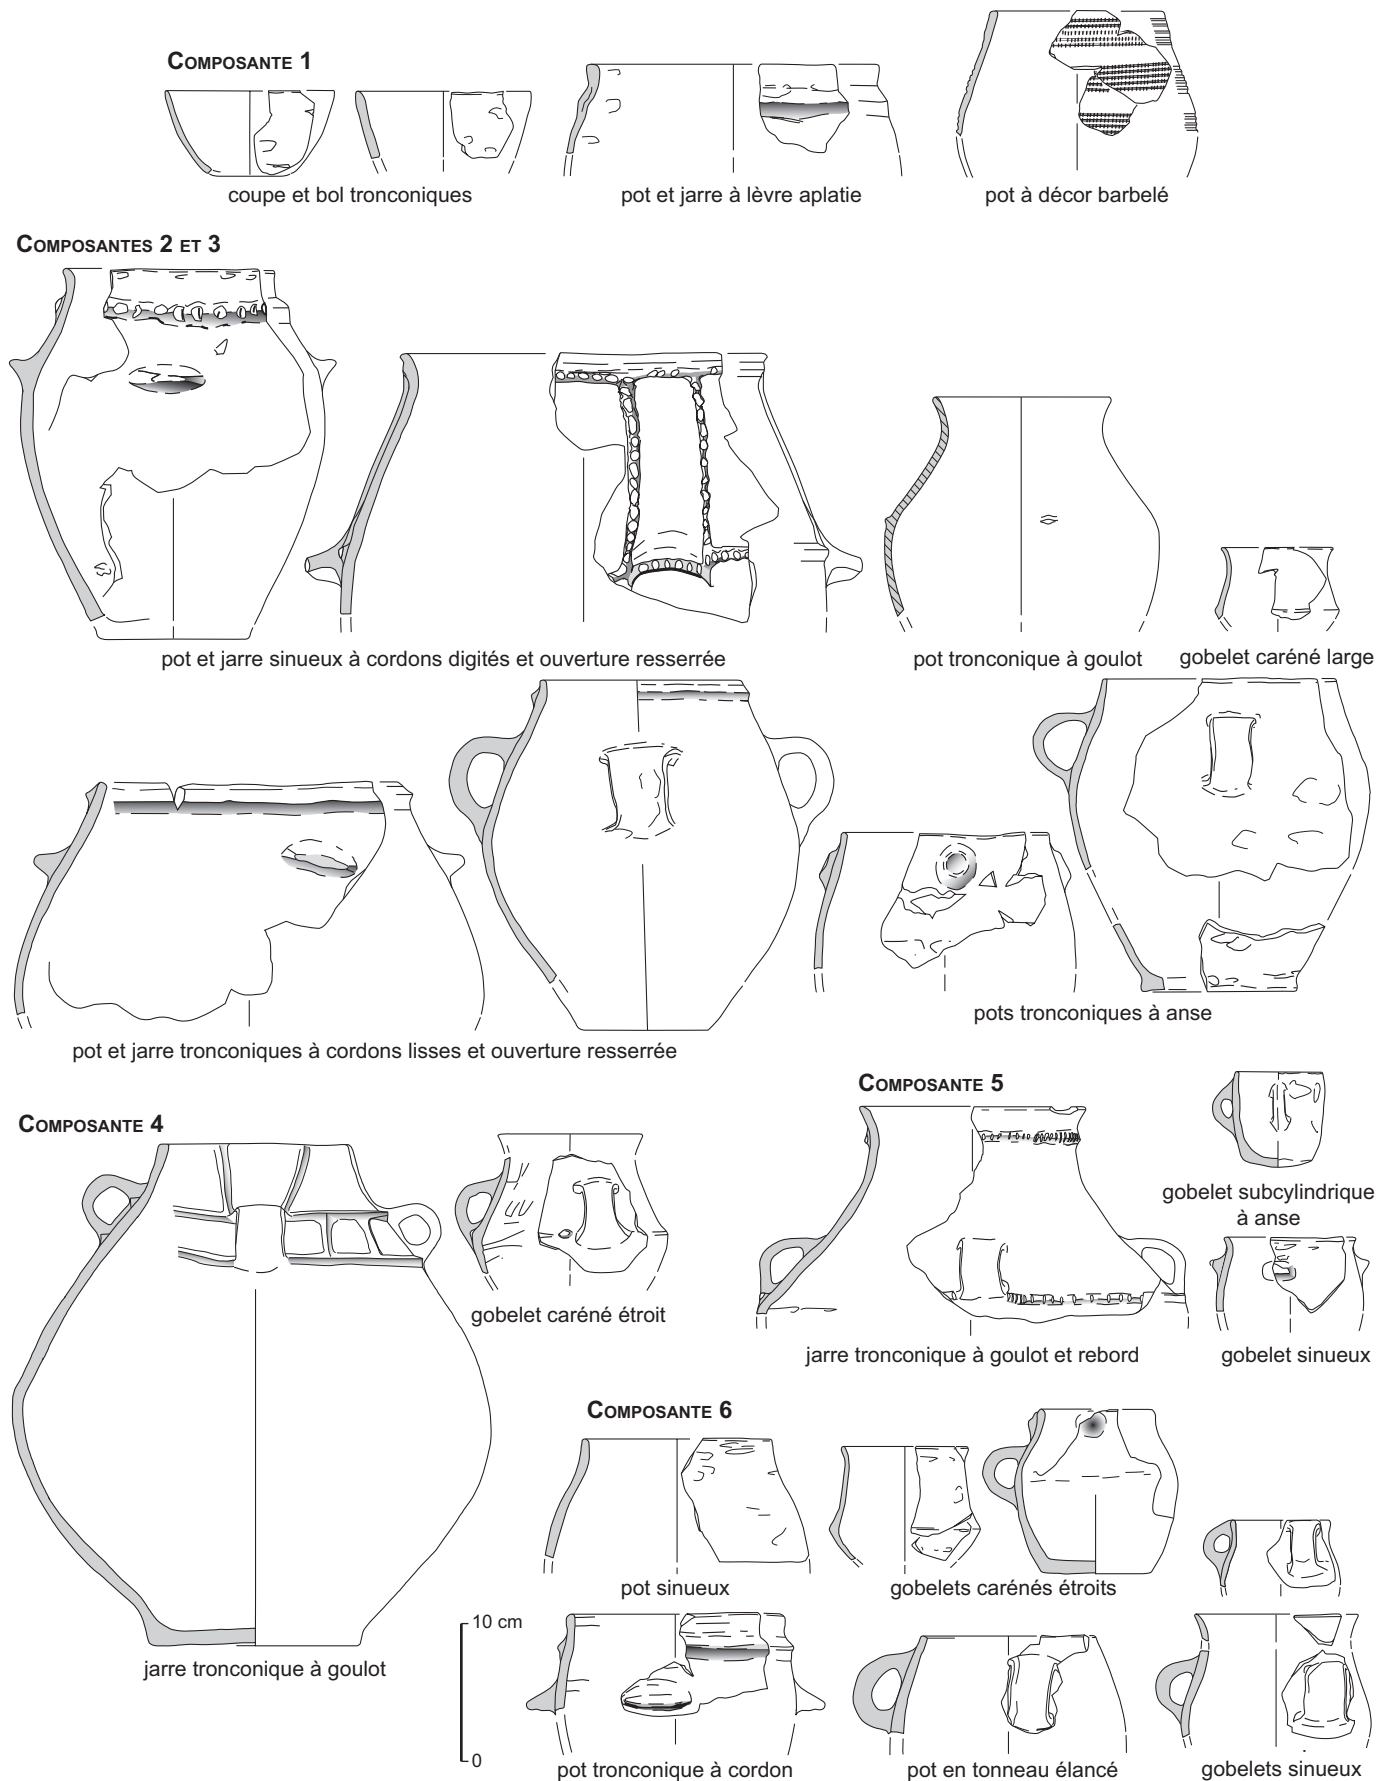 COMPOSANTE 1
coupe et bol tronconiques
pot et jarre à lèvre aplatie
pot à décor barbelé
COMPOSANTES 2 ET 3
pot et jarre sinueux à cordons digités et ouverture resserrée
pot tronconique à goulot
gobelet caréné large
pot et jarre tronconiques à cordons lisses et ouverture resserrée
pots tronconiques à anse
COMPOSANTE 4
jarre tronconique à goulot
gobelet caréné étroit
COMPOSANTE 5
jarre tronconique à goulot et rebord
gobelet subcylindrique
à anse
gobelet sinueux
COMPOSANTE 6
pot sinueux
gobelets carénés étroits
10 cm
0
pot tronconique à cordon
pot en tonneau élancé
gobelets sinueux